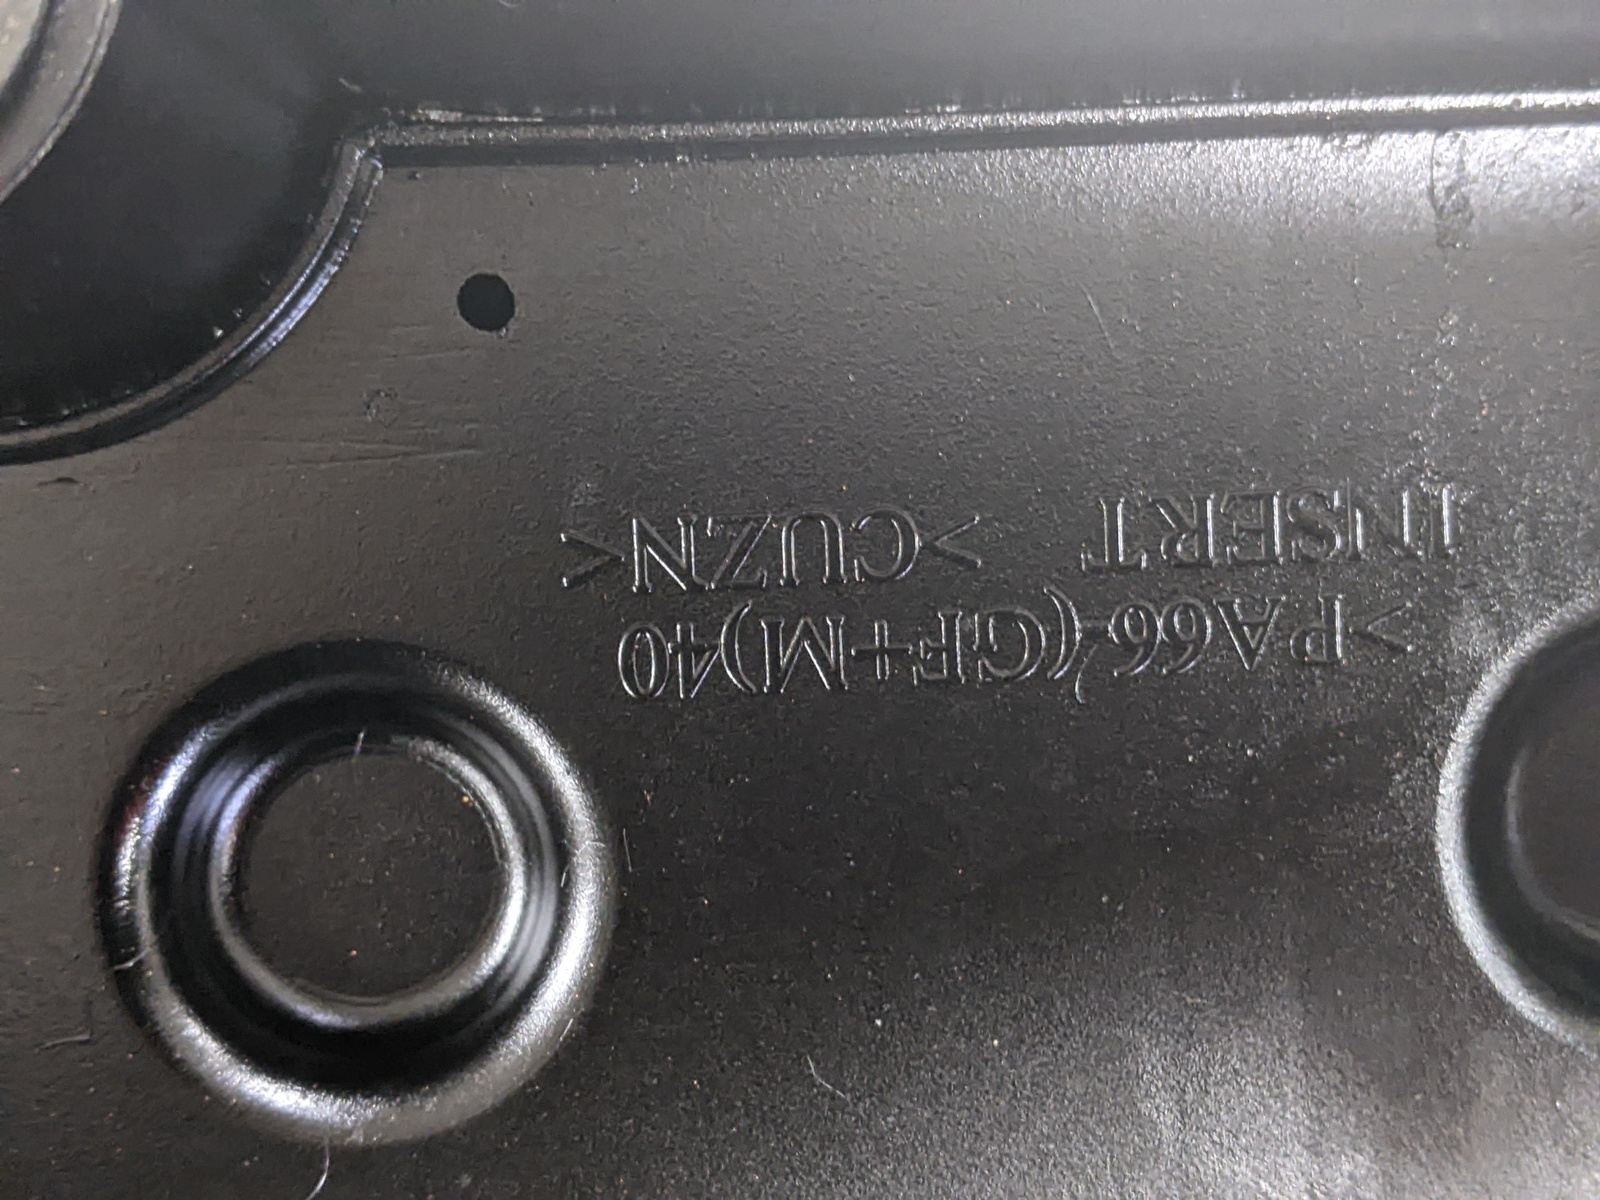 >PA66-(GF+M)40
INSERT >CUZN<